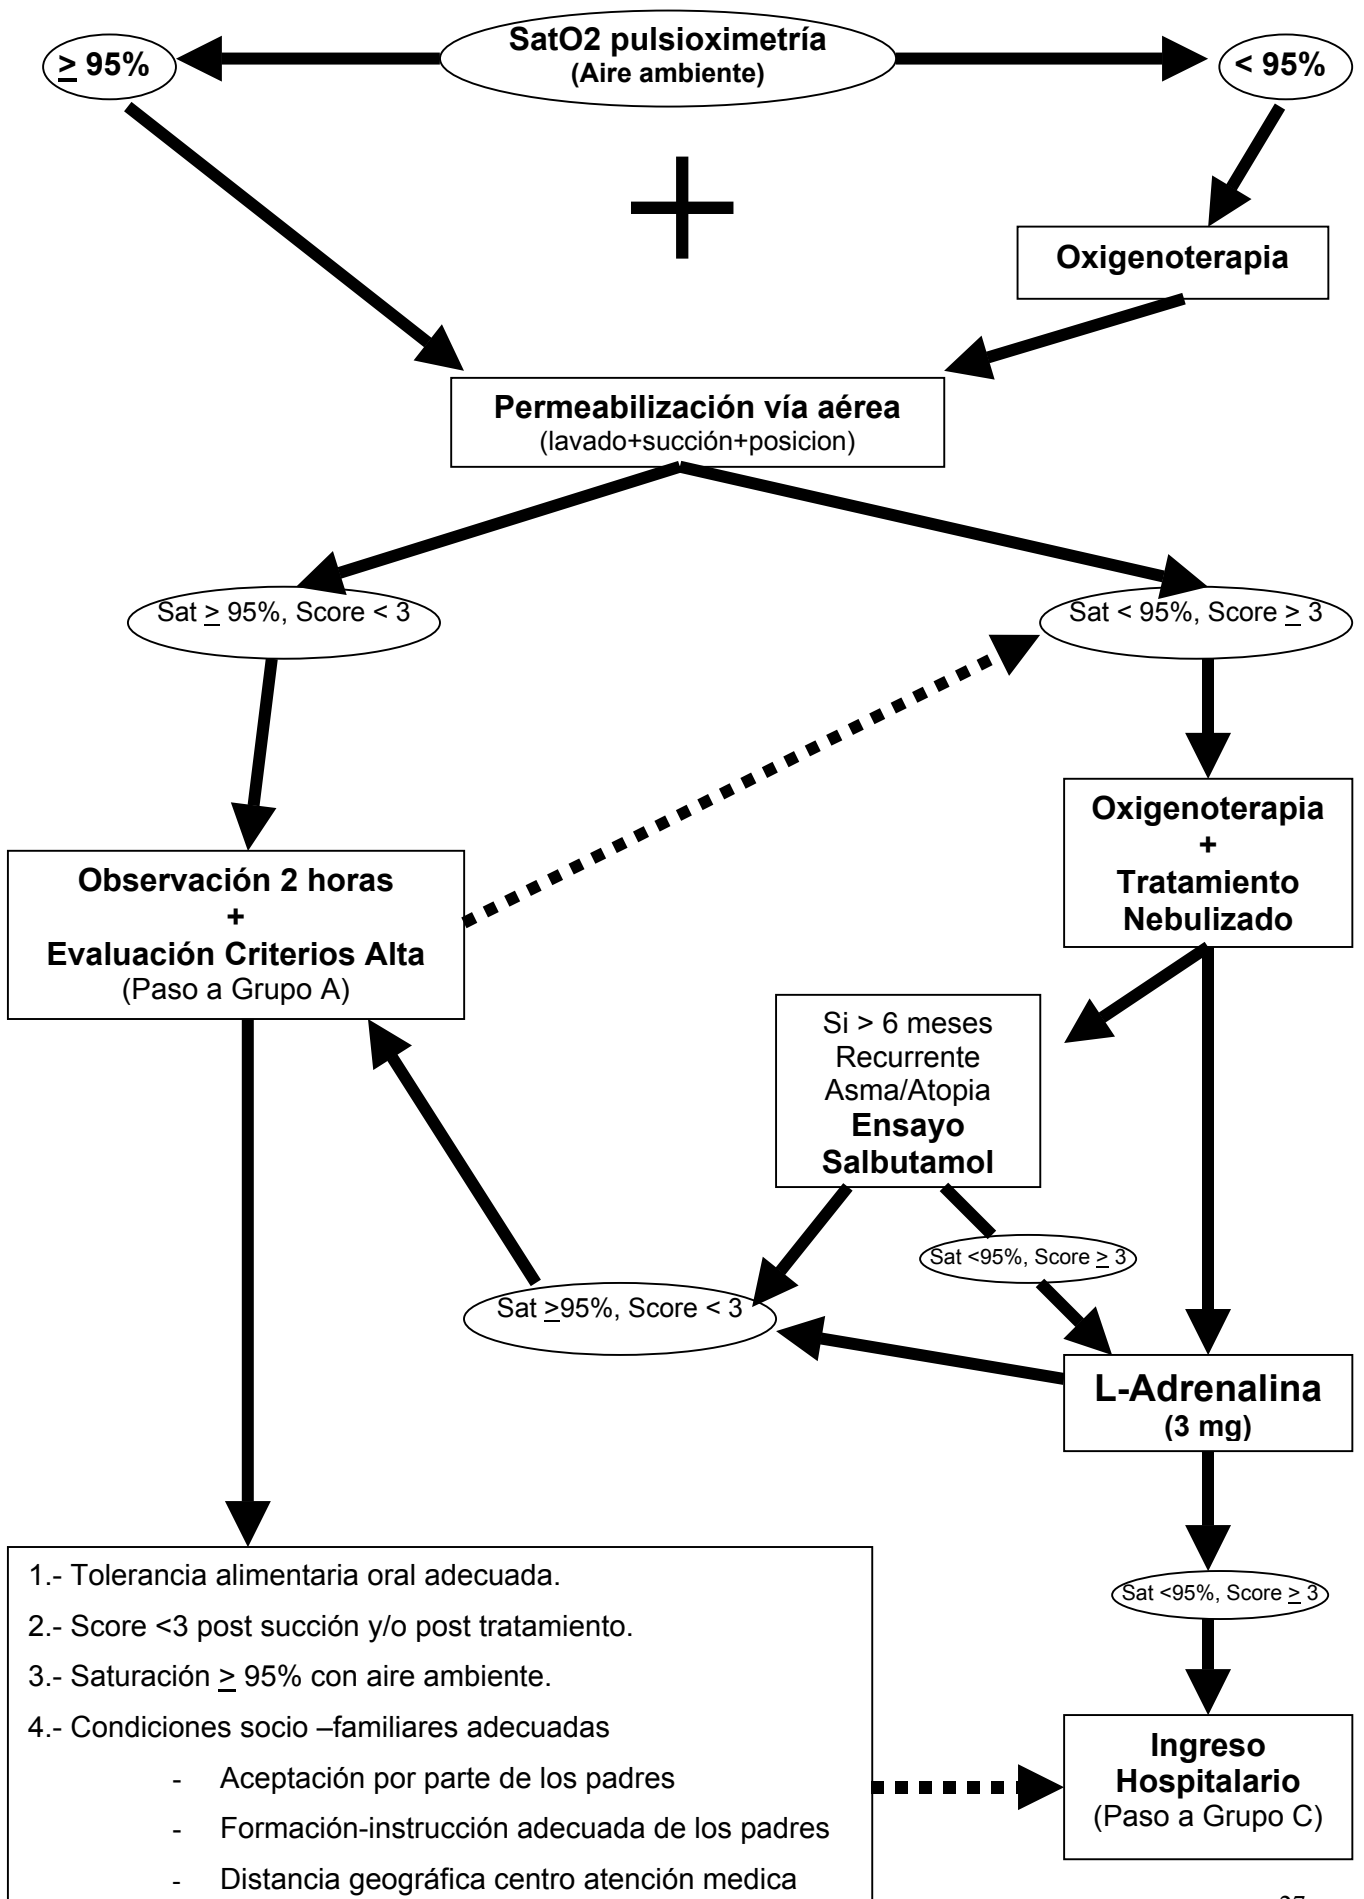 SatO2 pulsioximetría
(Aire ambiente)
≥ 95%
< 95%
Oxigenoterapia
Permeabilización vía aérea
(lavado+succión+posicion)
Sat ≥ 95%, Score < 3
Sat < 95%, Score ≥ 3
Oxigenoterapia
+
Tratamiento
Nebulizado
Observación 2 horas
+
Evaluación Criterios Alta
(Paso a Grupo A)
Si > 6 meses
Recurrente
Asma/Atopia
Ensayo
Salbutamol
Sat <95%, Score ≥ 3
Sat ≥95%, Score < 3
L-Adrenalina
(3 mg)
Sat <95%, Score ≥ 3
1.- Tolerancia alimentaria oral adecuada.
2.- Score <3 post succión y/o post tratamiento.
3.- Saturación ≥ 95% con aire ambiente.
4.- Condiciones socio –familiares adecuadas
- Aceptación por parte de los padres
- Formación-instrucción adecuada de los padres
- Distancia geográfica centro atención medica
Ingreso
Hospitalario
(Paso a Grupo C)